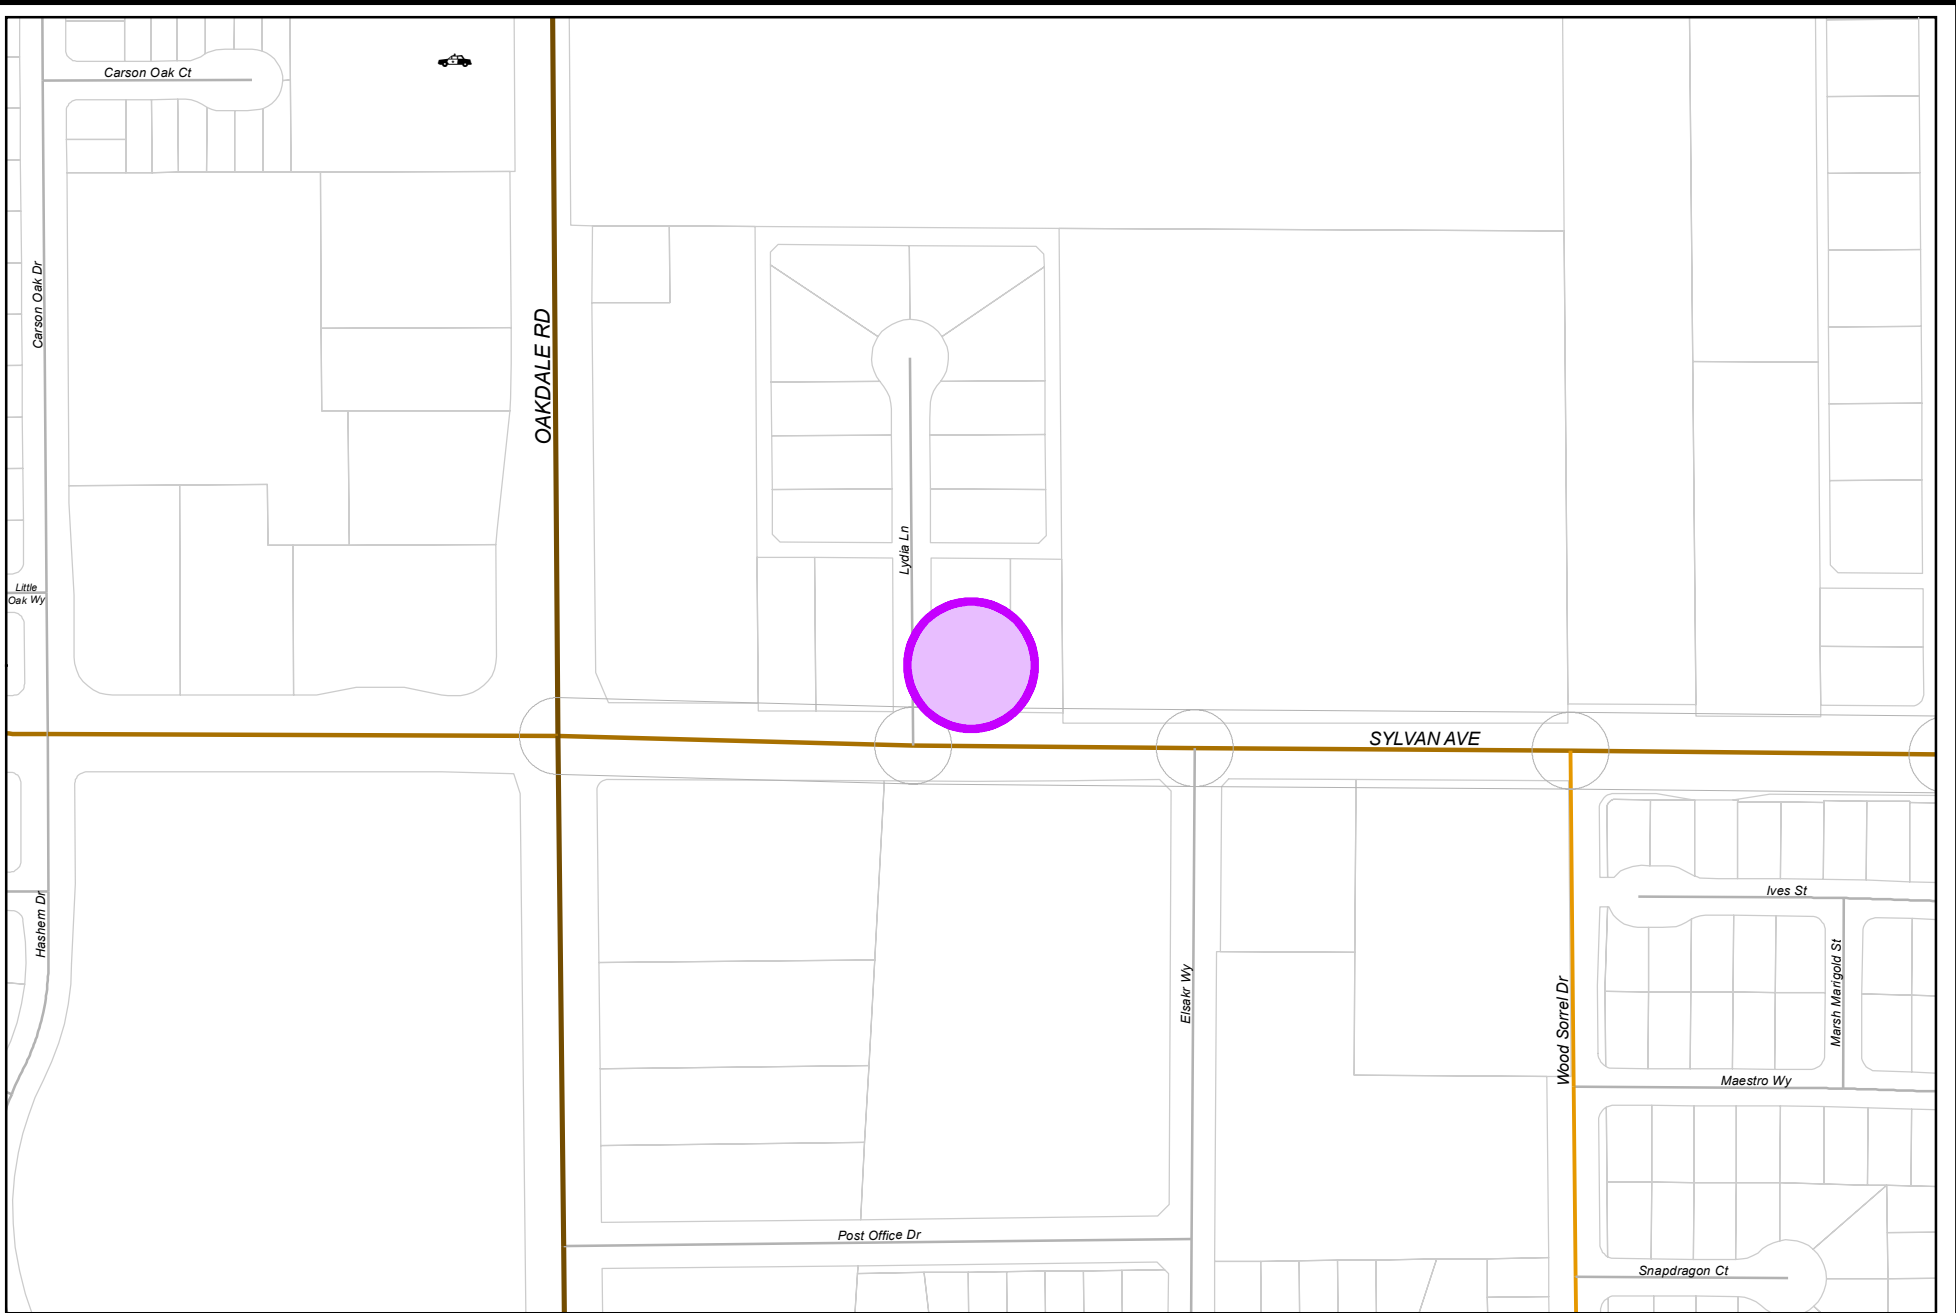 Carson Oak Ct
Carson Oak Dr
OAKDALE RD
Lydia Ln
Little
Oak Wy
SYLVAN AVE
Hashem Dr
Ives St
Marsh Marigold St
Elsakr Wy
Wood Sorrel Dr
Maestro Wy
Post Office Dr
Snapdragon Ct